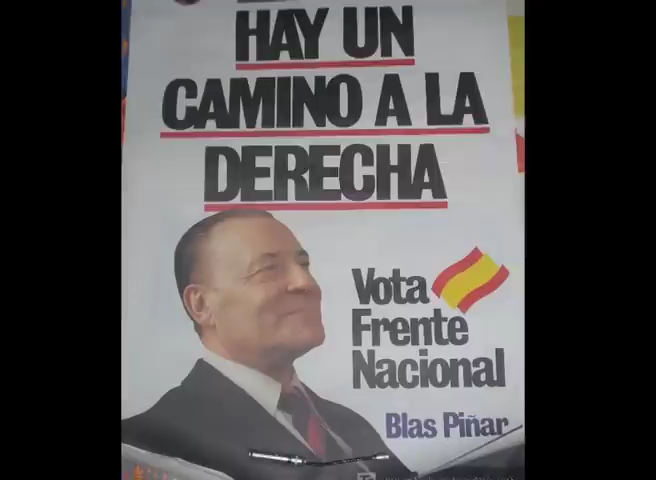 HAY UN
CAMINO A LA
DERECHA
Vota
Frente
Nacional
Blas Piñar